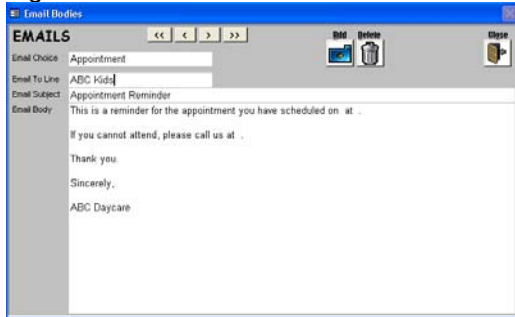 Email Bodies
EMAILS << < > >> Add Delete Close
Email Choice Appointment
Email To Line ABC Kids
Email Subject Appointment Reminder
Email Body This is a reminder for the appointment you have scheduled on at .
If you cannot attend, please call us at .
Thank you.
Sincerely,
ABC Daycare